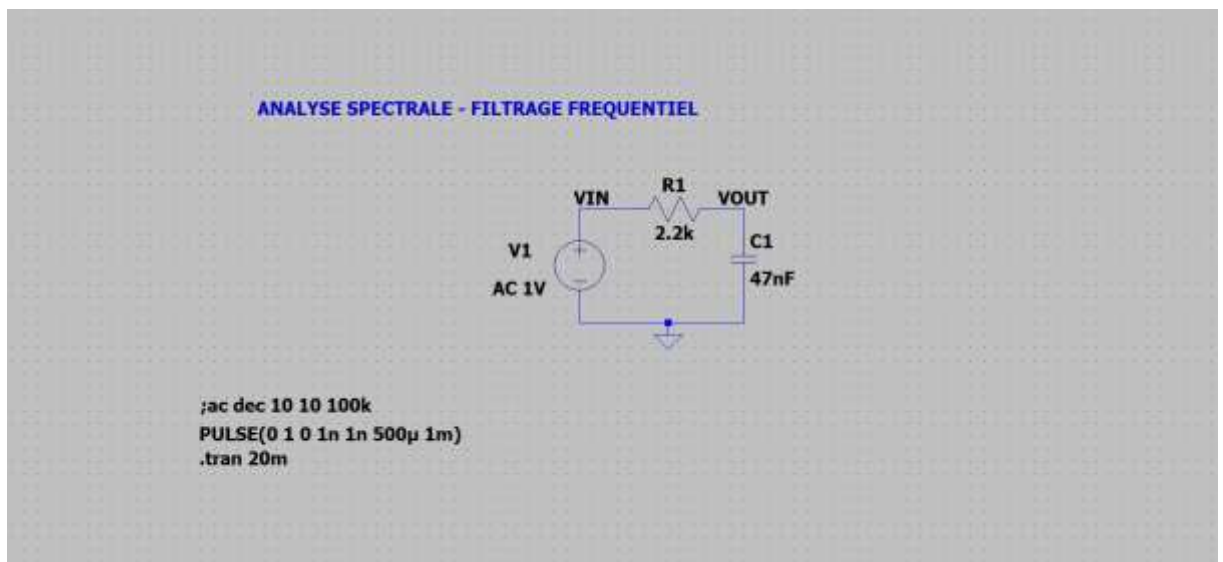 ANALYSE SPECTRALE - FILTRAGE FREQUENTIEL
R1
VIN
VOUT
2.2k
C1
V1
47nF
AC 1V
;ac dec 10 10 100k
PULSE(0 1 0 1n 1n 500µ 1m)
.tran 20m